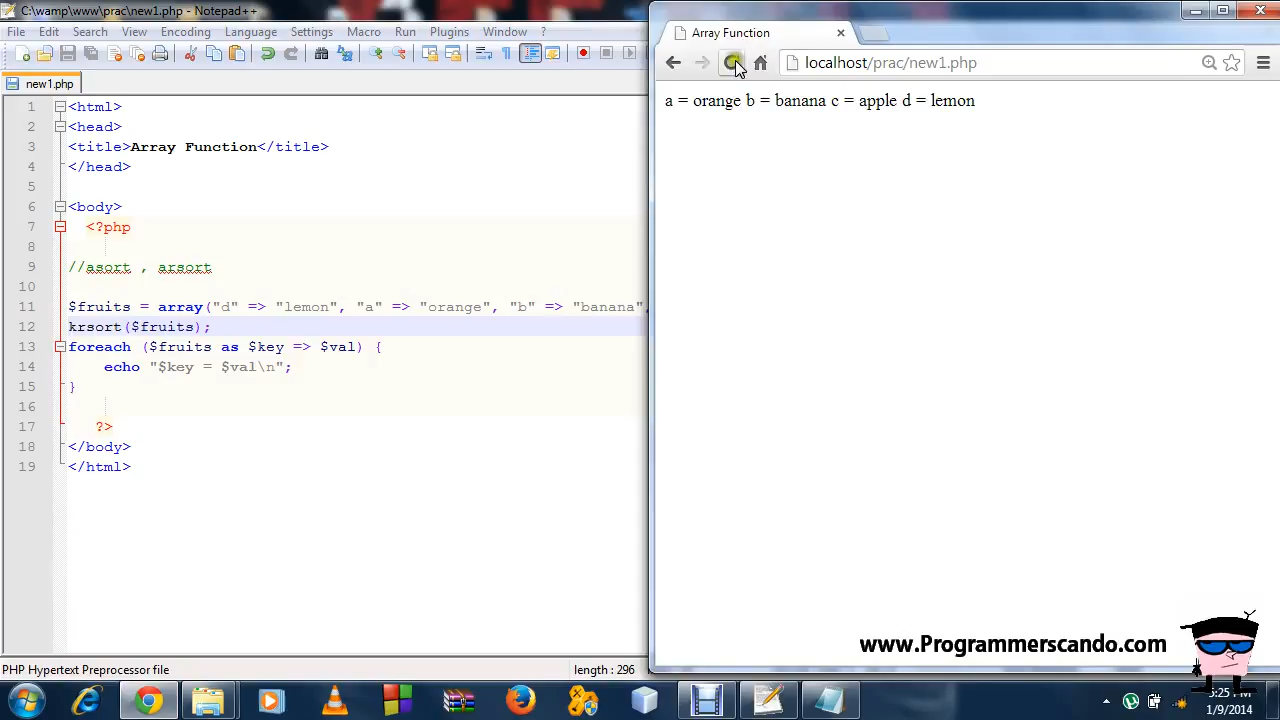 C:\wamp\www\prac\new1.php - Notepad++
File Edit Search View Encoding Language Settings Macro Run Plugins Window ?
new1.php
1 <html>
2 <head>
3 <title>Array Function</title>
4 </head>
5
6 <body>
7 <?php
8
9 //asort , arsort
10
11 $fruits = array("d" => "lemon", "a" => "orange", "b" => "banana",
12 krsort($fruits);
13 foreach ($fruits as $key => $val) {
14 echo "$key = $val\n";
15 }
16
17 ?>
18 </body>
19 </html>
PHP Hypertext Preprocessor file
length : 296
Array Function
localhost/prac/new1.php
a = orange b = banana c = apple d = lemon
www.Programmerscando.com
:25 PM
1/9/2014